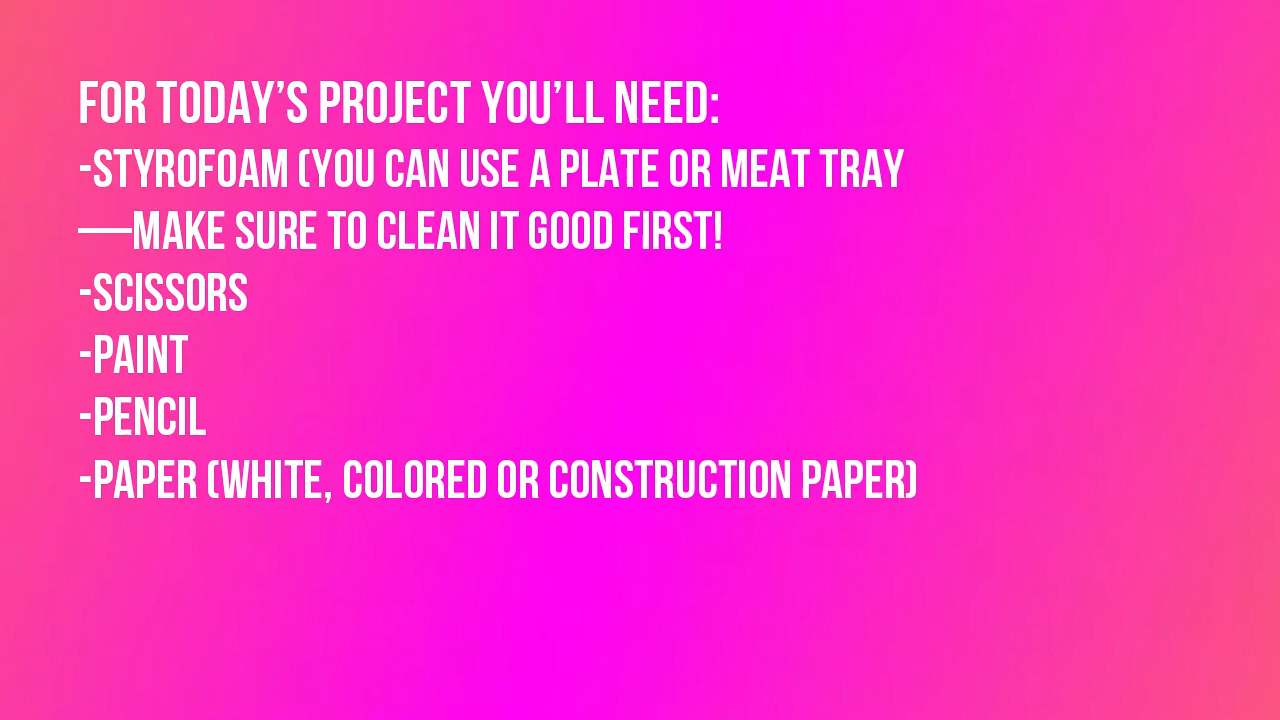 FOR TODAY’S PROJECT YOU’LL NEED:
-STYROFOAM (YOU CAN USE A PLATE OR MEAT TRAY
—MAKE SURE TO CLEAN IT GOOD FIRST!
-SCISSORS
-PAINT
-PENCIL
-PAPER (WHITE, COLORED OR CONSTRUCTION PAPER)